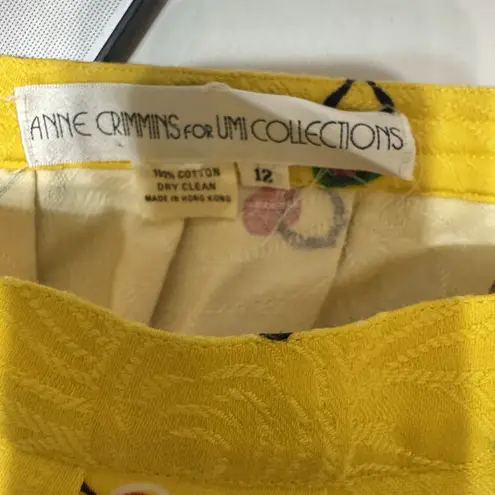 ANNE CRIMMINS FOR UMI COLLECTIONS
100% COTTON
DRY CLEAN
MADE IN HONG KONG
12